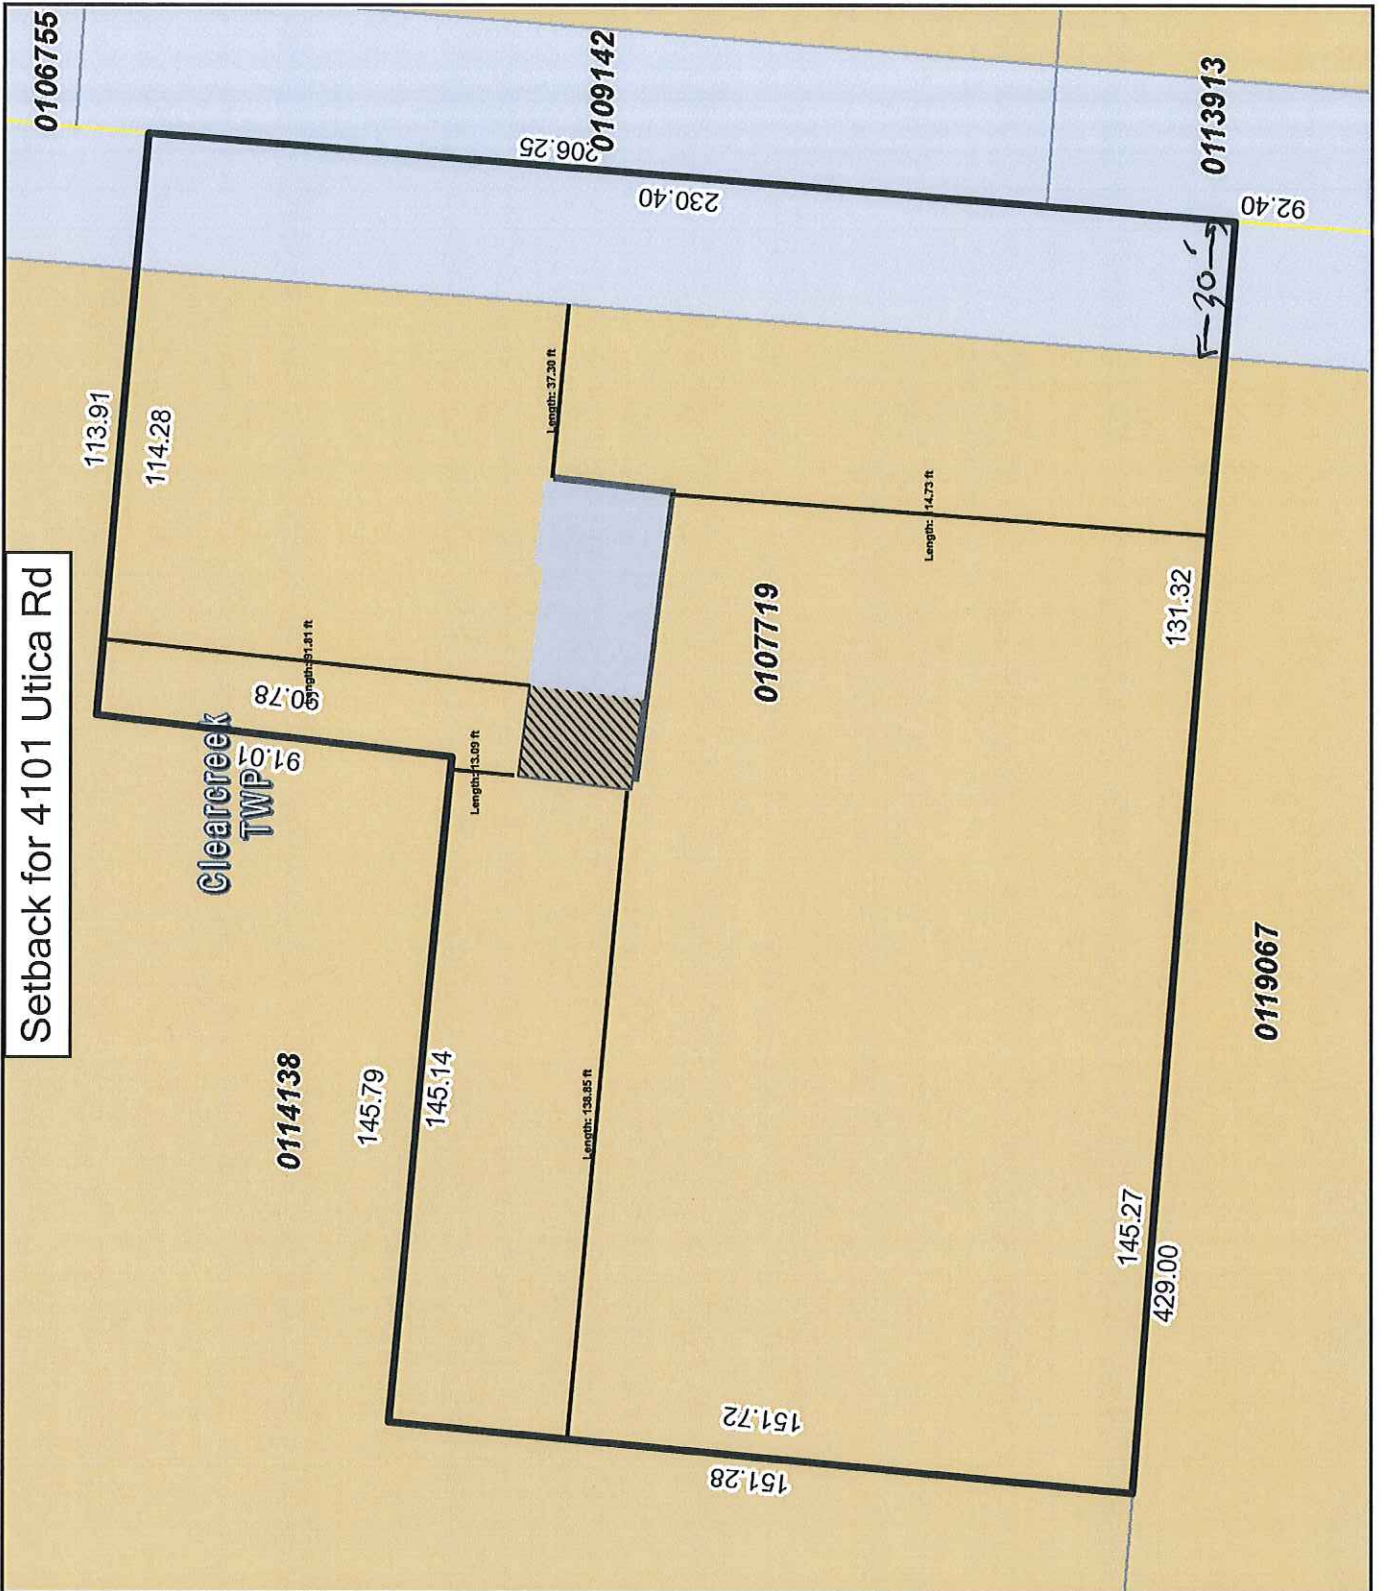 Setback for 4101 Utica Rd
0106755
0109142
0113913
206.25
230.40
92.40
30'
113.91
114.28
Length: 37.30 ft
Length: 114.73 ft
Length: 91.81 ft
90.78
91.01
Clearcreek
TWP
Length: 13.09 ft
0107719
131.32
0114138
145.79
145.14
Length: 138.85 ft
0119067
145.27
429.00
151.72
151.28